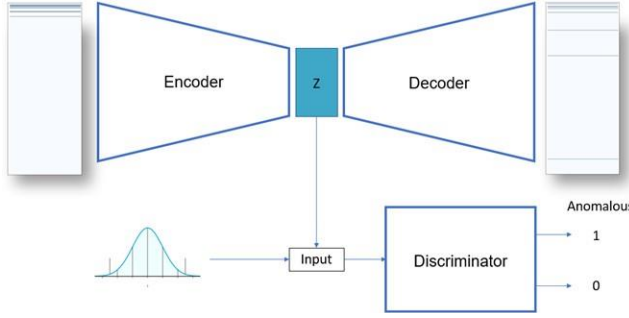 Encoder
Z
Decoder
Anomalous
Input
Discriminator
1
0